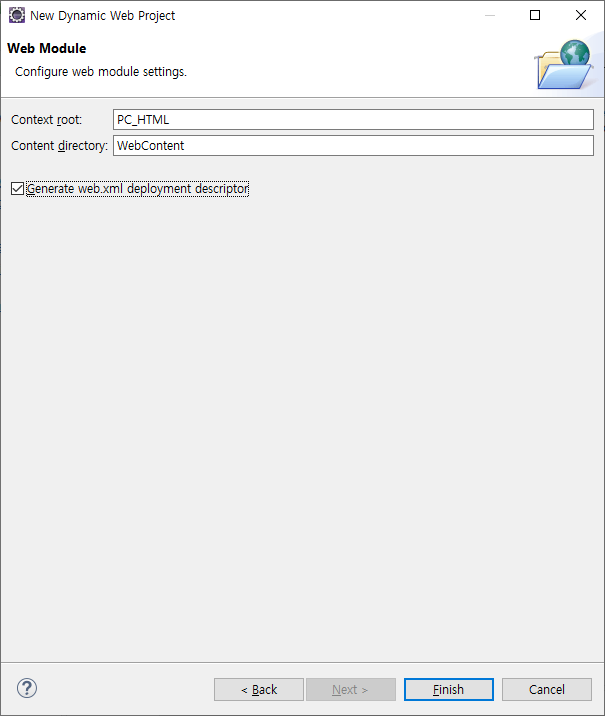 New Dynamic Web Project
Web Module
Configure web module settings.
Context root: PC_HTML
Content directory: WebContent
Generate web.xml deployment descriptor
? < Back Next > Finish Cancel